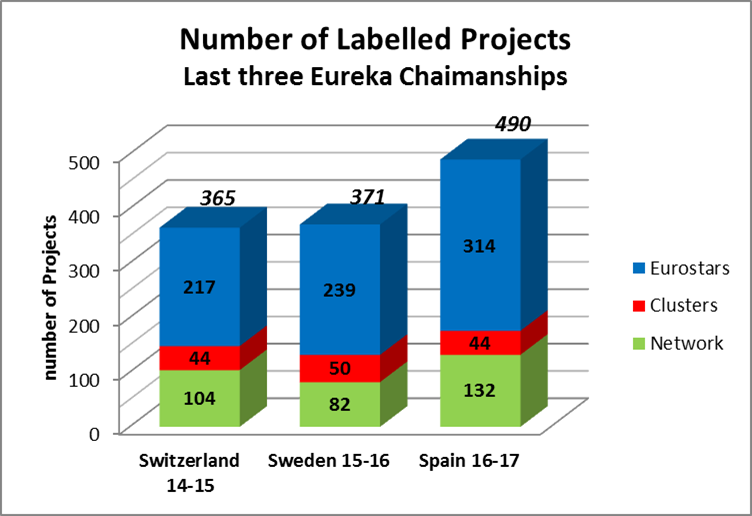 Number of Labelled Projects
Last three Eureka Chaimanships
number of Projects
500
400
300
200
100
0
365
371
490
217
239
314
44
50
44
104
82
132
Switzerland
14-15
Sweden 15-16
Spain 16-17
Eurostars
Clusters
Network